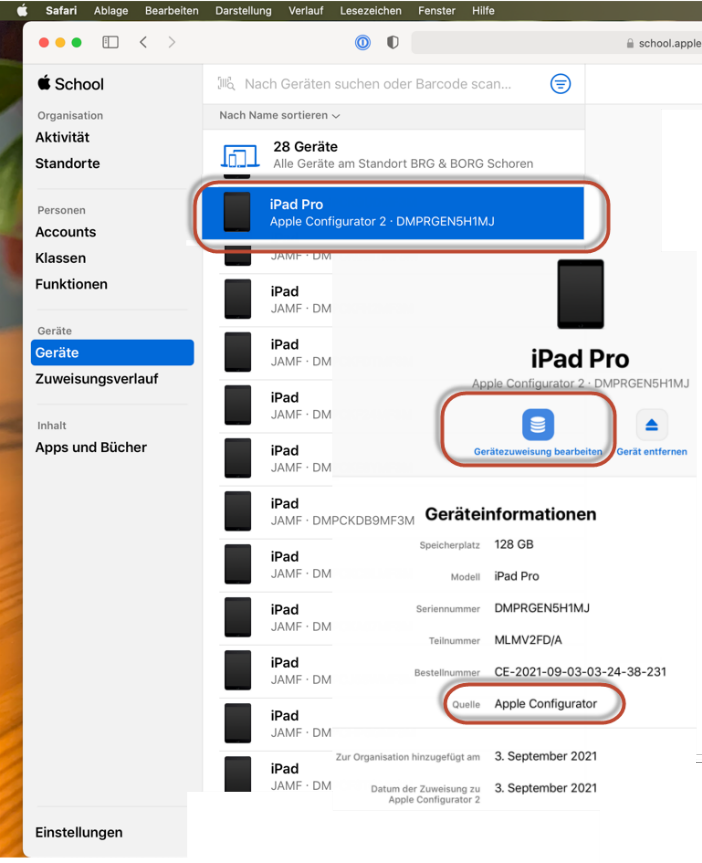 Safari Ablage Bearbeiten Darstellung Verlauf Lesezeichen Fenster Hilfe
school.apple
School
Organisation
Aktivität
Standorte
Personen
Accounts
Klassen
Funktionen
Geräte
Geräte
Zuweisungsverlauf
Inhalt
Apps und Bücher
Einstellungen
Nach Geräten suchen oder Barcode scan...
Nach Name sortieren
28 Geräte
Alle Geräte am Standort BRG & BORG Schoren
iPad Pro
Apple Configurator 2 · DMPRGEN5H1MJ
JAMF · DM
iPad
JAMF · DM
iPad
JAMF · DM
iPad
JAMF · DM
iPad
JAMF · DM
iPad
JAMF · DMPCKDB9MF3M
iPad
JAMF · DM
iPad
JAMF · DM
iPad
JAMF · DM
iPad
JAMF · DM
iPad
JAMF · DM
iPad Pro
Apple Configurator 2 · DMPRGEN5H1MJ
Gerätezuweisung bearbeiten
Gerät entfernen
Geräteinformationen
Speicherplatz 128 GB
Modell iPad Pro
Seriennummer DMPRGEN5H1MJ
Teilnummer MLMV2FD/A
Bestellnummer CE-2021-09-03-03-24-38-231
Quelle Apple Configurator
Zur Organisation hinzugefügt am 3. September 2021
Datum der Zuweisung zu 3. September 2021
Apple Configurator 2